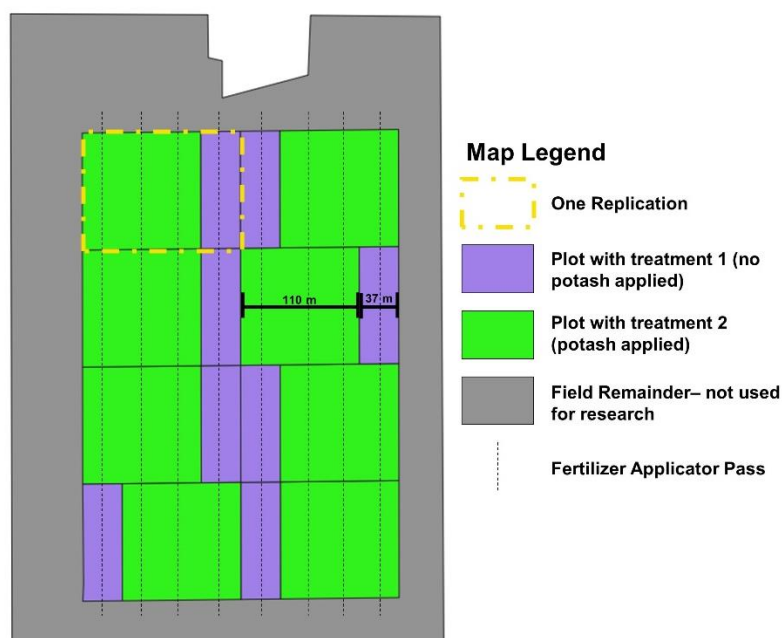 110 m
37 m
Map Legend
One Replication
Plot with treatment 1 (no
potash applied)
Plot with treatment 2
(potash applied)
Field Remainder– not used
for research
Fertilizer Applicator Pass